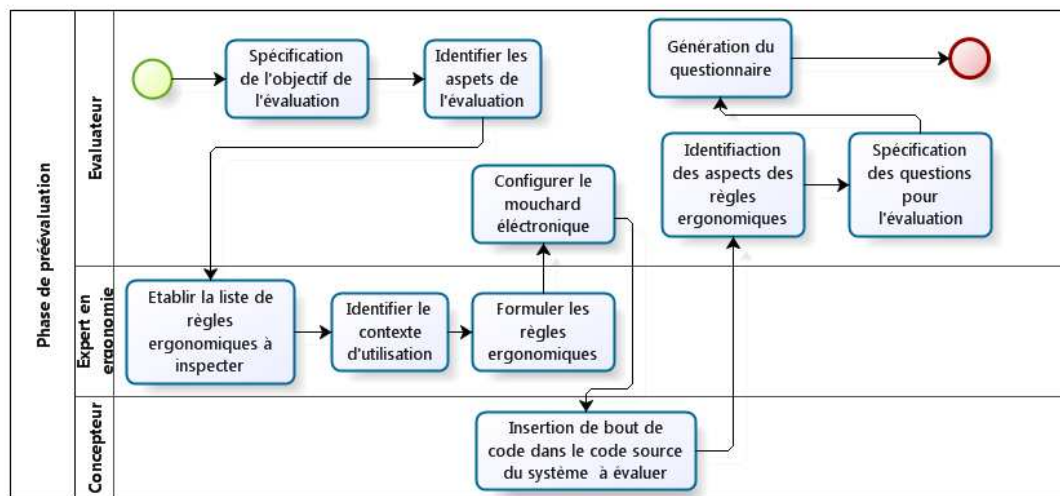 Phase de préévaluation
Evaluateur
Spécification
de l'objectif de
l'évaluation
Identifier les
aspets de
l'évaluation
Génération du
questionnaire
Configurer le
mouchard
éléctronique
Identifiaction
des aspects des
règles
ergonomiques
Spécification
des questions
pour
l'évaluation
Expert en
ergonomie
Etablir la liste de
règles
ergonomiques à
inspecter
Identifier le
contexte
d'utilisation
Formuler les
règles
ergonomiques
Concepteur
Insertion de bout de
code dans le code source
du système à évaluer